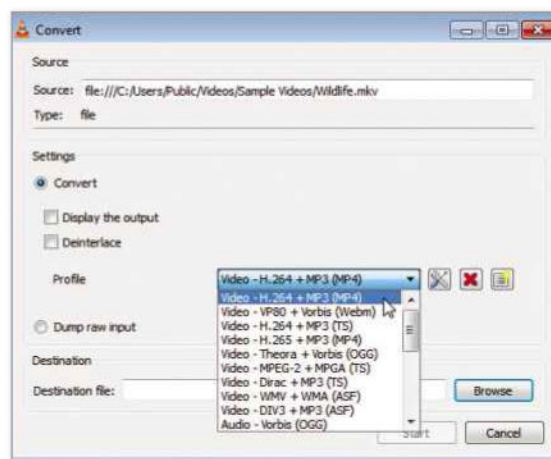 Convert
Source
Source: file:///C:/Users/Public/Videos/Sample Videos/Wildlife.mkv
Type: file
Settings
Convert
Display the output
Deinterlace
Profile
Video - H.264 + MP3 (MP4)
Video - H.264 + MP3 (MP4)
Video - VP80 + Vorbis (Webm)
Video - H.264 + MP3 (TS)
Video - H.265 + MP3 (MP4)
Video - Theora + Vorbis (OGG)
Video - MPEG-2 + MPGA (TS)
Video - Dirac + MP3 (TS)
Video - WMV + WMA (ASF)
Video - DIV3 + MP3 (ASF)
Audio - Vorbis (OGG)
Dump raw input
Destination
Destination file:
Browse
Start
Cancel